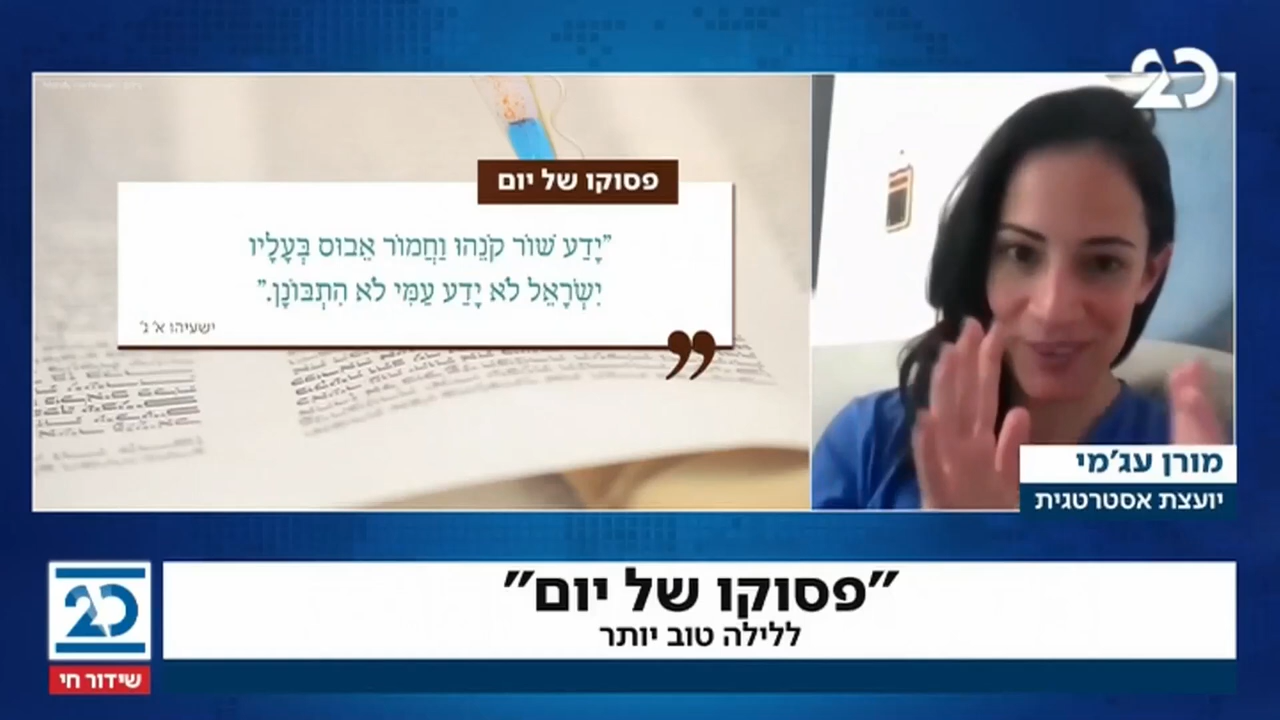 20
פסוקו של יום
"יָדַע שׁוֹר קֹנֵהוּ וַחֲמוֹר אֵבוּס בְּעָלָיו
יִשְׂרָאֵל לֹא יָדַע עַמִּי לֹא הִתְבּוֹנָן."
ישעיהו א' ג'
מורן עג'מי
יועצת אסטרטגית
"פסוקו של יום"
ללילה טוב יותר
20
שידור חי